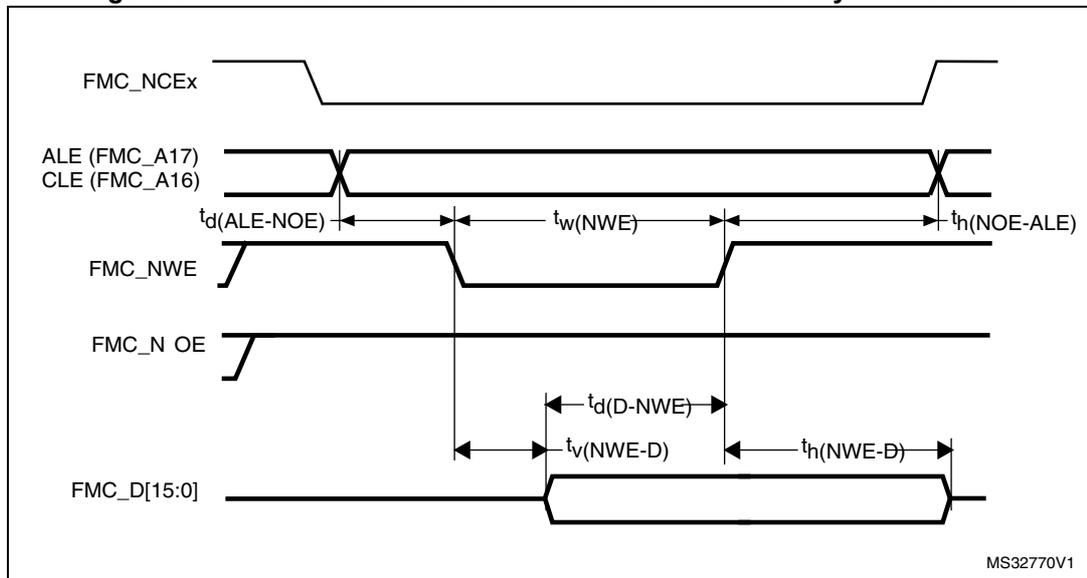 FMC_NCEx
ALE (FMC_A17)
CLE (FMC_A16)
td(ALE-NOE)
tw(NWE)
th(NOE-ALE)
FMC_NWE
FMC_N OE
td(D-NWE)
tv(NWE-D)
th(NWE-D)
FMC_D[15:0]
MS32770V1